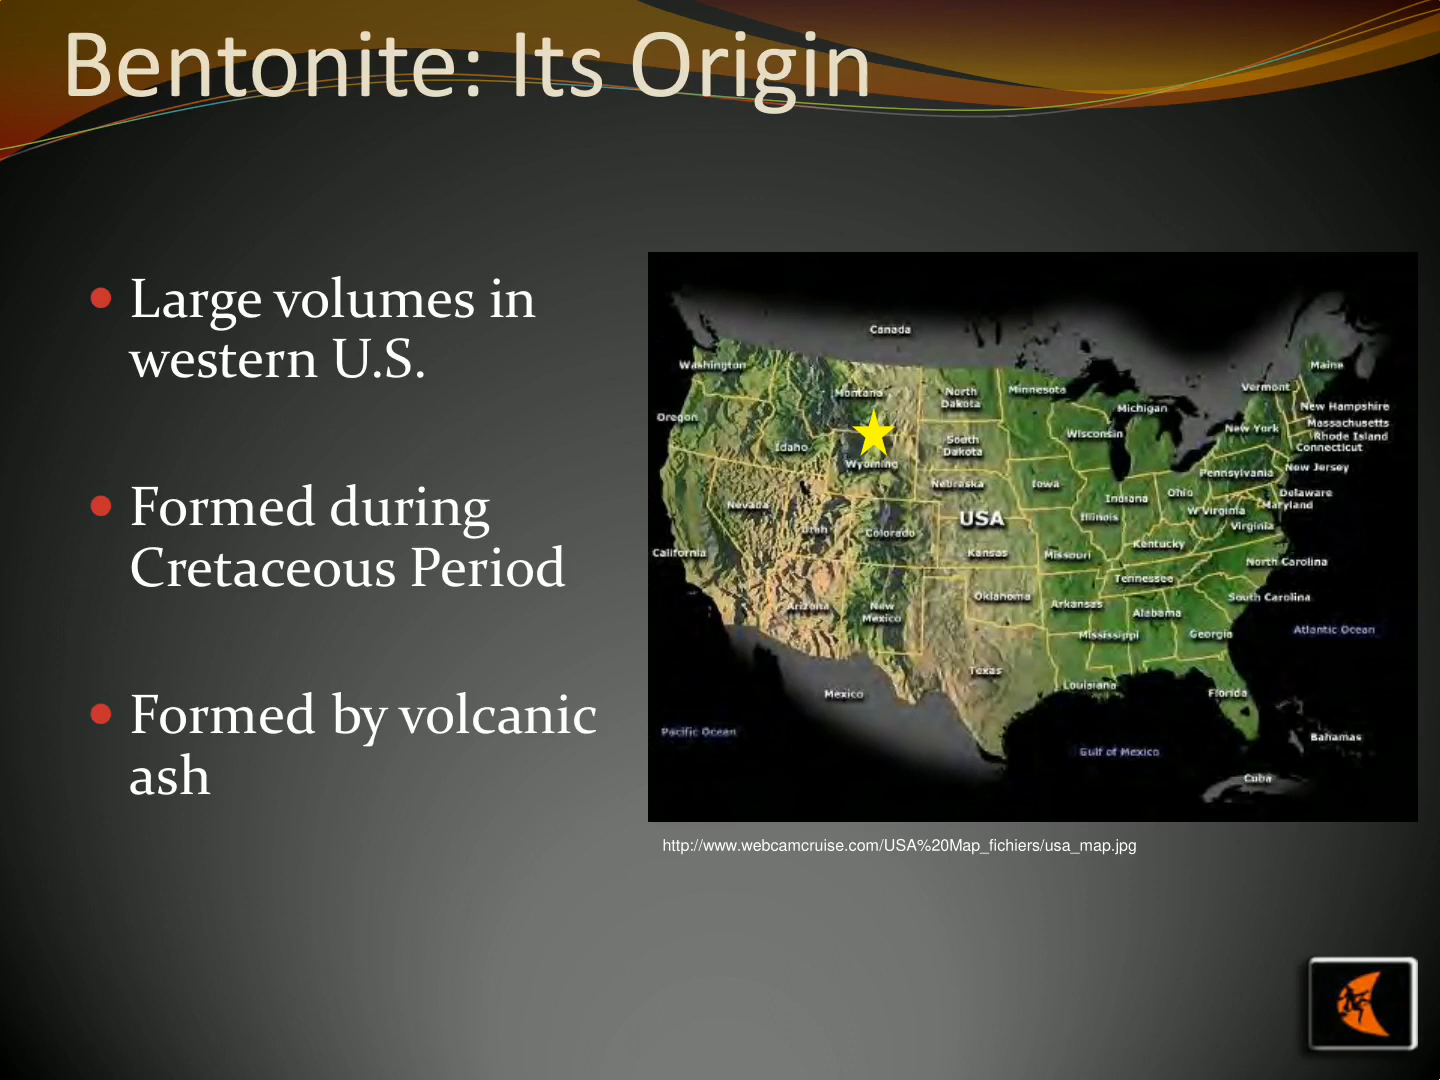 Bentonite: Its Origin
Large volumes in
western U.S.
Formed during
Cretaceous Period
Formed by volcanic
ash
Canada
Washington
Montana
North
Dakota
Minnesota
Maine
Vermont
Michigan
New Hampshire
Oregon
Massachusetts
New York
Rhode Island
Wisconsin
Connecticut
Idaho
South
Dakota
Wyoming
New Jersey
Pennsylvania
Nebraska
Iowa
Ohio
Delaware
Indiana
Maryland
Nevada
W Virginia
USA
Illinois
Virginia
Utah
Colorado
Kentucky
California
Kansas
Missouri
North Carolina
Tennessee
Oklahoma
South Carolina
Arizona
New
Mexico
Arkansas
Alabama
Mississippi
Georgia
Atlantic Ocean
Texas
Louisiana
Mexico
Florida
Pacific Ocean
Bahamas
Gulf of Mexico
Cuba
http://www.webcamcruise.com/USA%20Map_fichiers/usa_map.jpg